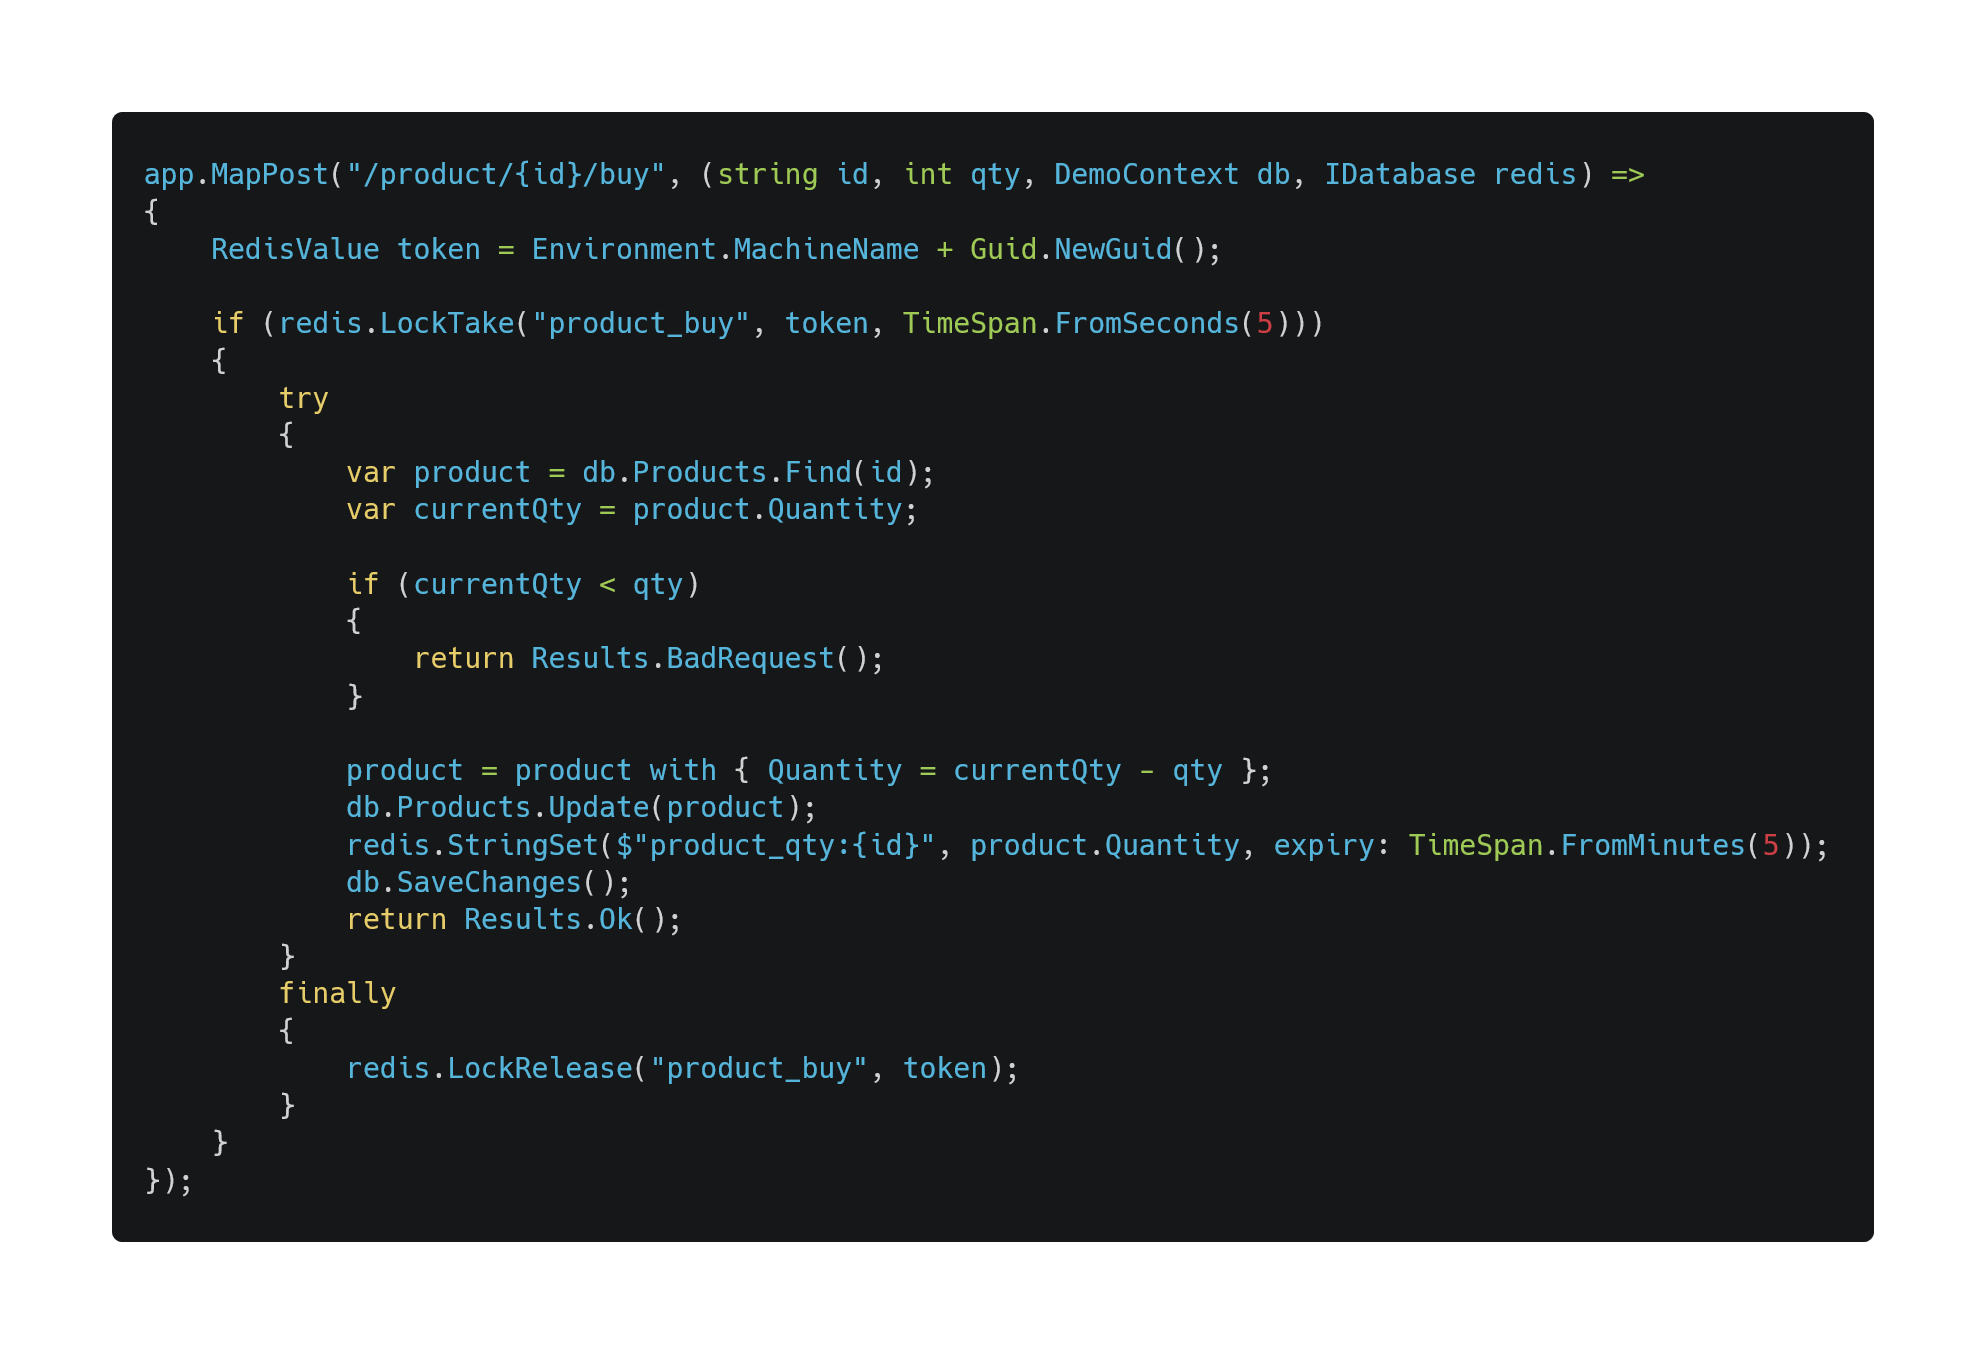 app.MapPost("/product/{id}/buy", (string id, int qty, DemoContext db, IDatabase redis) =>
{
    RedisValue token = Environment.MachineName + Guid.NewGuid();

    if (redis.LockTake("product_buy", token, TimeSpan.FromSeconds(5)))
    {
        try
        {
            var product = db.Products.Find(id);
            var currentQty = product.Quantity;

            if (currentQty < qty)
            {
                return Results.BadRequest();
            }

            product = product with { Quantity = currentQty - qty };
            db.Products.Update(product);
            redis.StringSet($"product_qty:{id}", product.Quantity, expiry: TimeSpan.FromMinutes(5));
            db.SaveChanges();
            return Results.Ok();
        }
        finally
        {
            redis.LockRelease("product_buy", token);
        }
    }
});